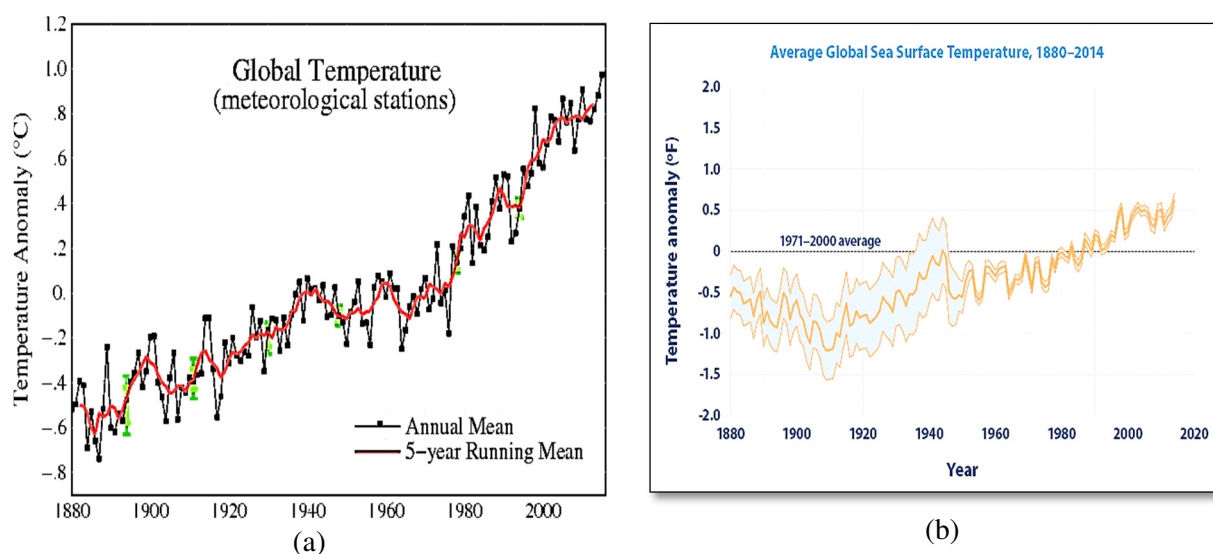 Global Temperature
(meteorological stations)
Temperature Anomaly (°C)
1.2
1.0
.8
.6
.4
.2
0.
-.2
-.4
-.6
-.8
Annual Mean
5-year Running Mean
1880 1900 1920 1940 1960 1980 2000
(a)
Average Global Sea Surface Temperature, 1880–2014
Temperature anomaly (°F)
2.0
1.5
1.0
0.5
0
-0.5
-1.0
-1.5
-2.0
1971–2000 average
1880 1900 1920 1940 1960 1980 2000 2020
Year
(b)